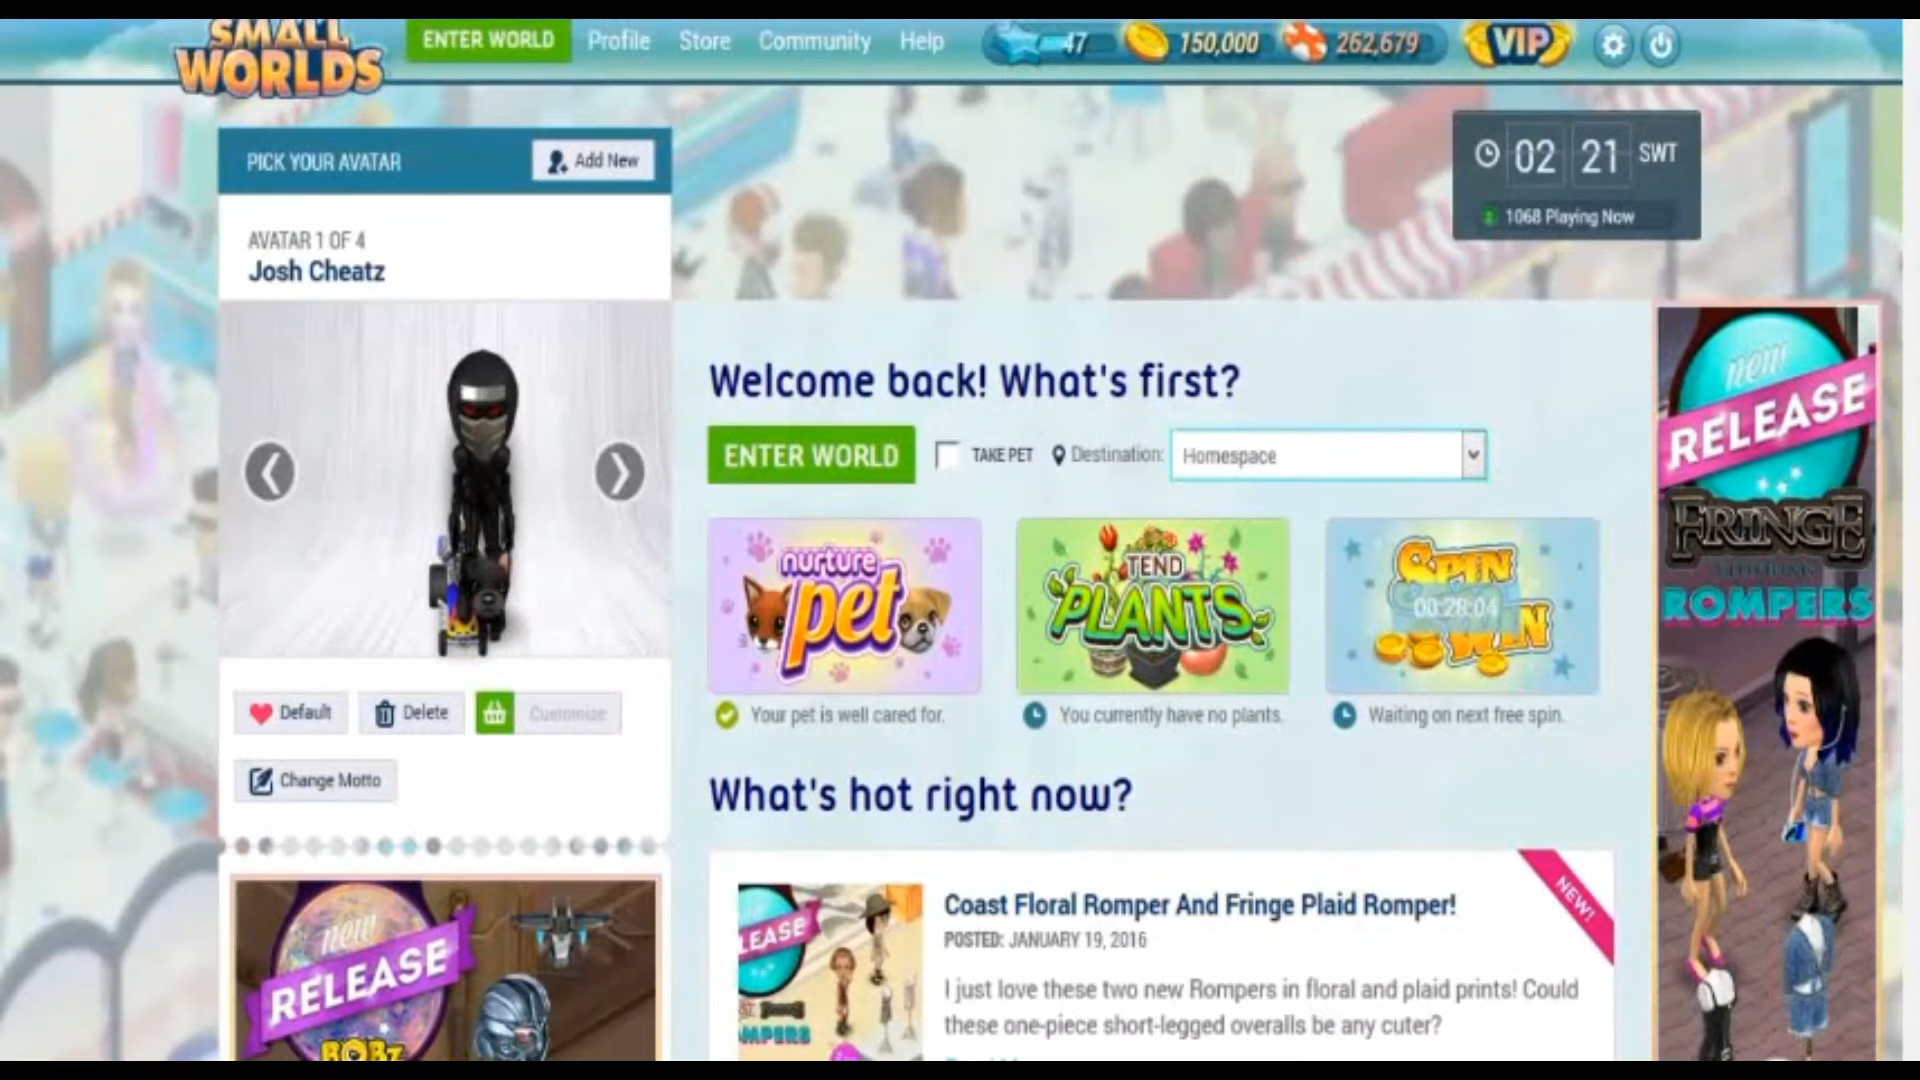 SMALL WORLDS
ENTER WORLD Profile Store Community Help 47 150,000 262,679 VIP
PICK YOUR AVATAR Add New
02 21 SWT
1068 Playing Now
AVATAR 1 OF 4
Josh Cheatz
Welcome back! What's first?
ENTER WORLD TAKE PET Destination: Homespace
nurture pet
TEND PLANTS
SPIN WIN
00:28:04
Default Delete Customize
Your pet is well cared for. You currently have no plants. Waiting on next free spin.
Change Motto
What's hot right now?
new RELEASE
FRINGE
CLOTHING
ROMPERS
NEW!
Coast Floral Romper And Fringe Plaid Romper!
POSTED: JANUARY 19, 2016
I just love these two new Rompers in floral and plaid prints! Could
these one-piece short-legged overalls be any cuter?
LEASE
OMPERS
new RELEASE
BOBZ